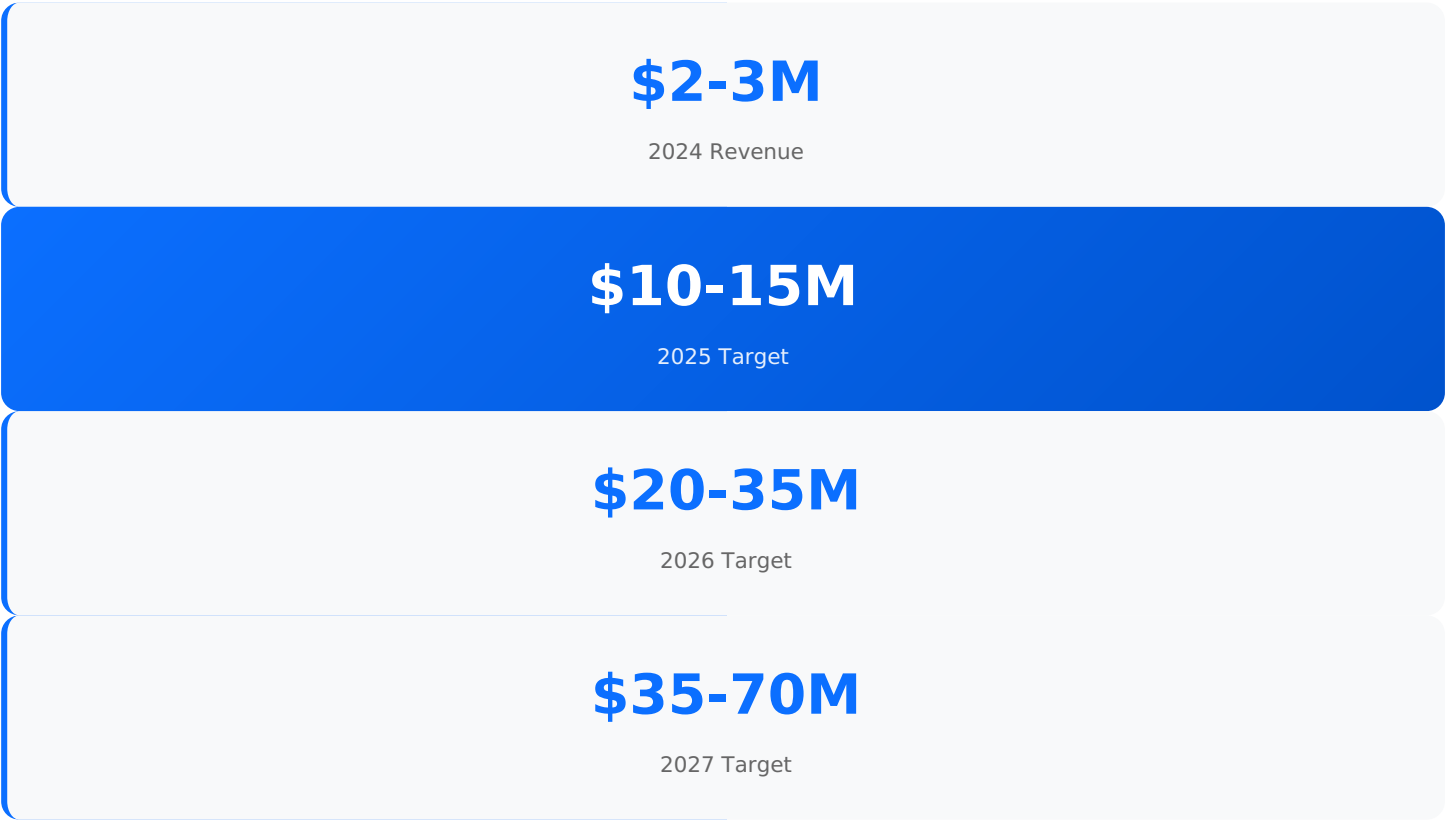 $2-3M
2024 Revenue
$10-15M
2025 Target
$20-35M
2026 Target
$35-70M
2027 Target